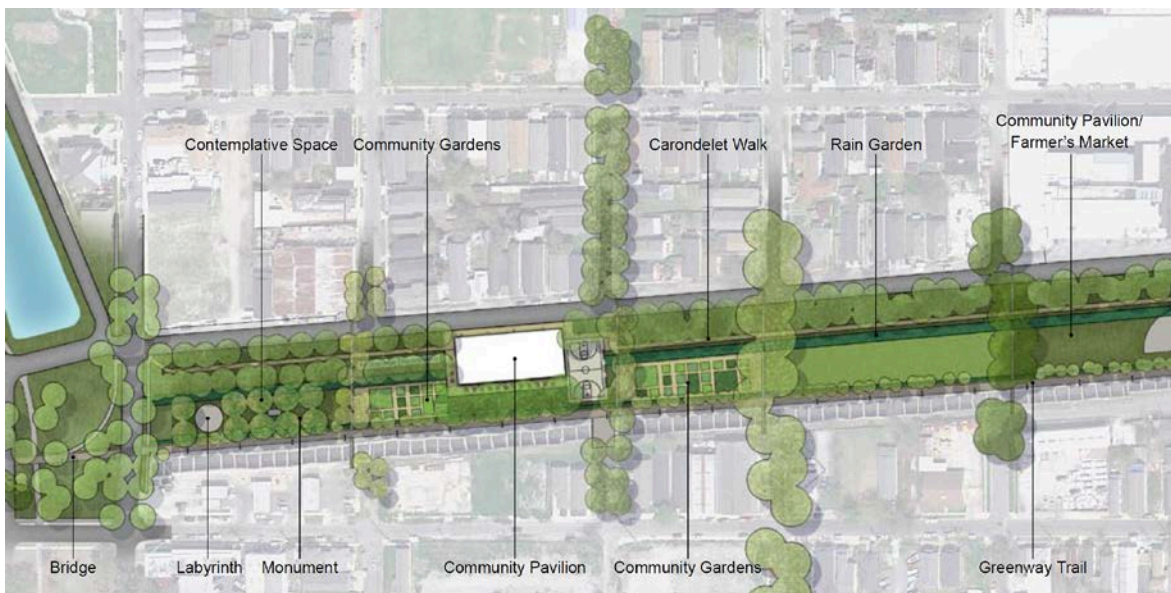 Community Pavilion/
Farmer's Market
Contemplative Space
Community Gardens
Carondelet Walk
Rain Garden
Bridge
Labyrinth
Monument
Community Pavilion
Community Gardens
Greenway Trail